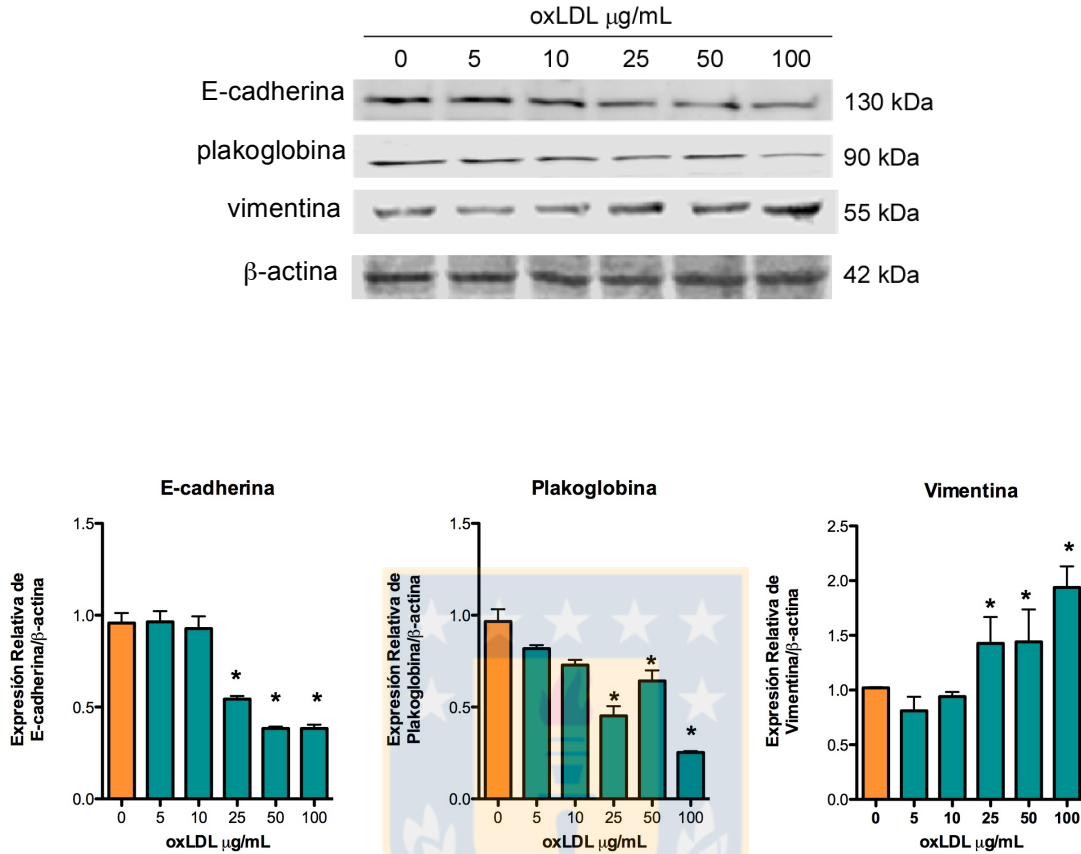 oxLDL µg/mL
0 5 10 25 50 100
E-cadherina 130 kDa
plakoglobina 90 kDa
vimentina 55 kDa
β-actina 42 kDa
E-cadherina
Expresión Relativa de
E-cadherina/β-actina
1.5
1.0
0.5
0.0
* * *
0 5 10 25 50 100
oxLDL µg/mL
Plakoglobina
Expresión Relativa de
Plakoglobina/β-actina
1.5
1.0
0.5
0.0
* * *
0 5 10 25 50 100
oxLDL µg/mL
Vimentina
Expresión Relativa de
Vimentina/β-actina
2.5
2.0
1.5
1.0
0.5
0.0
* * *
0 5 10 25 50 100
oxLDL µg/mL